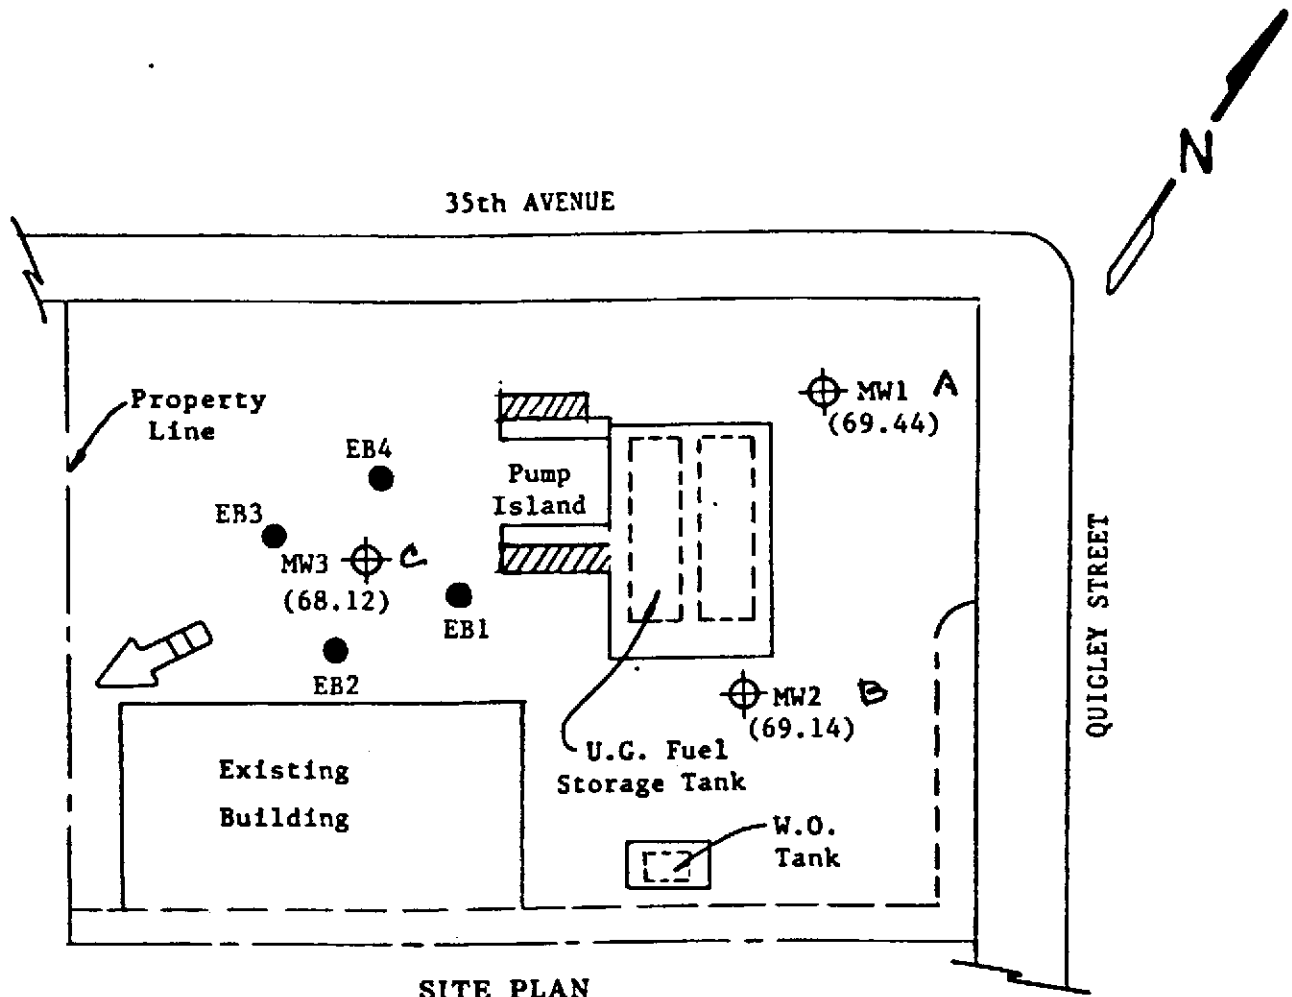 N
35th AVENUE
Property
Line
MW1 A
(69.44)
EB4
Pump
Island
EB3
MW3 C
(68.12)
EB1
EB2
MW2 B
(69.14)
QUIGLEY STREET
U.G. Fuel
Storage Tank
Existing
Building
W.O.
Tank
SITE PLAN